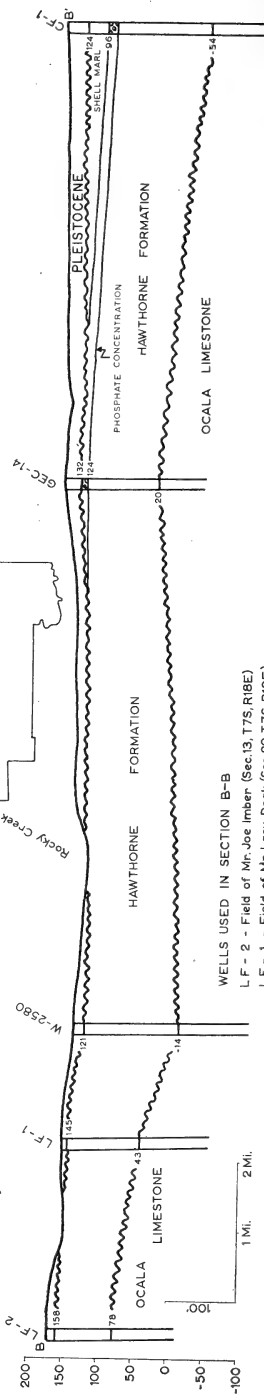 B
B'
LF-2
LF-1
W-2580
Rocky Creek
GEC-14
CF-1
200
150
100
50
0
-50
-100
158
78
145
43
121
-14
132
124
20
124
96
-54
PLEISTOCENE
SHELL MARL
PHOSPHATE CONCENTRATION
HAWTHORNE FORMATION
HAWTHORNE FORMATION
OCALA LIMESTONE
OCALA LIMESTONE
100'
1 Mi.
2 Mi.
WELLS USED IN SECTION B-B
LF - 2 - Field of Mr. Joe Imber (Sec. 13, T7S, R18E)